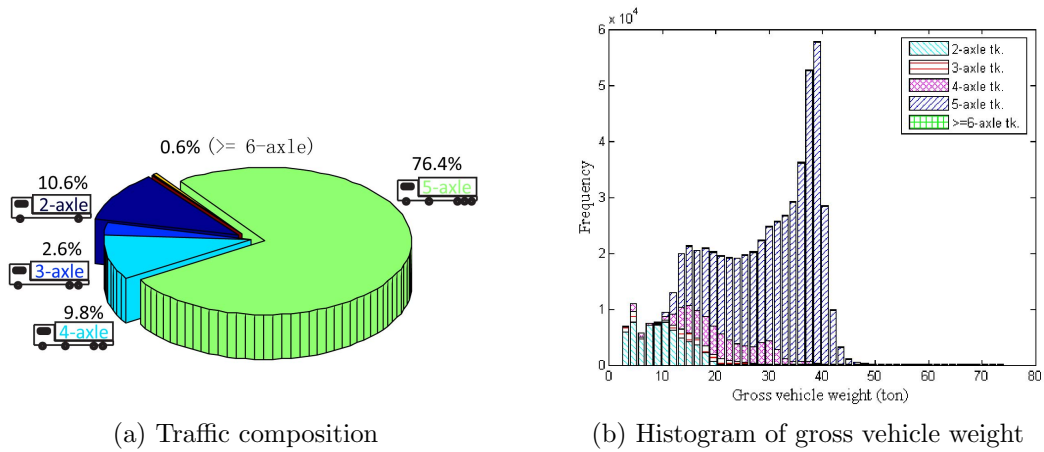 0.6% (>= 6-axle)
76.4%
5-axle
10.6%
2-axle
2.6%
3-axle
9.8%
4-axle
(a) Traffic composition
x 10^4
6
5
4
3
2
1
0
Frequency
2-axle tk.
3-axle tk.
4-axle tk.
5-axle tk.
>=6-axle tk.
0 10 20 30 40 50 60 70 80
Gross vehicle weight (ton)
(b) Histogram of gross vehicle weight